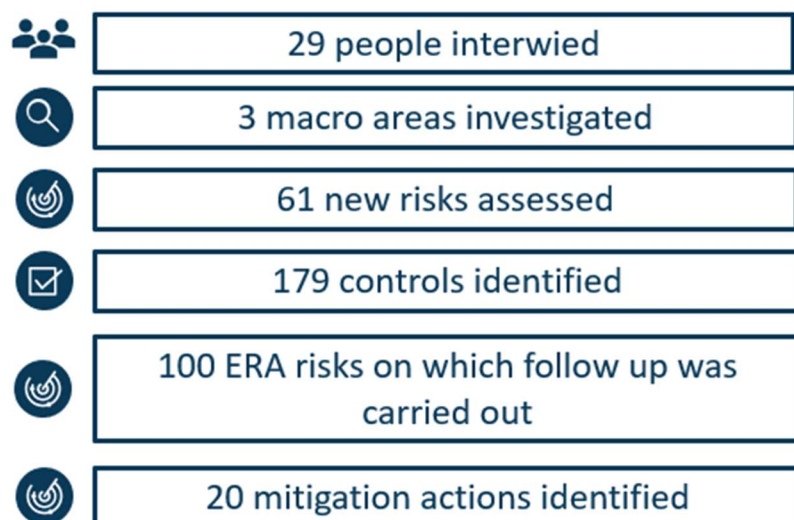 29 people interwied
3 macro areas investigated
61 new risks assessed
179 controls identified
100 ERA risks on which follow up was
carried out
20 mitigation actions identified